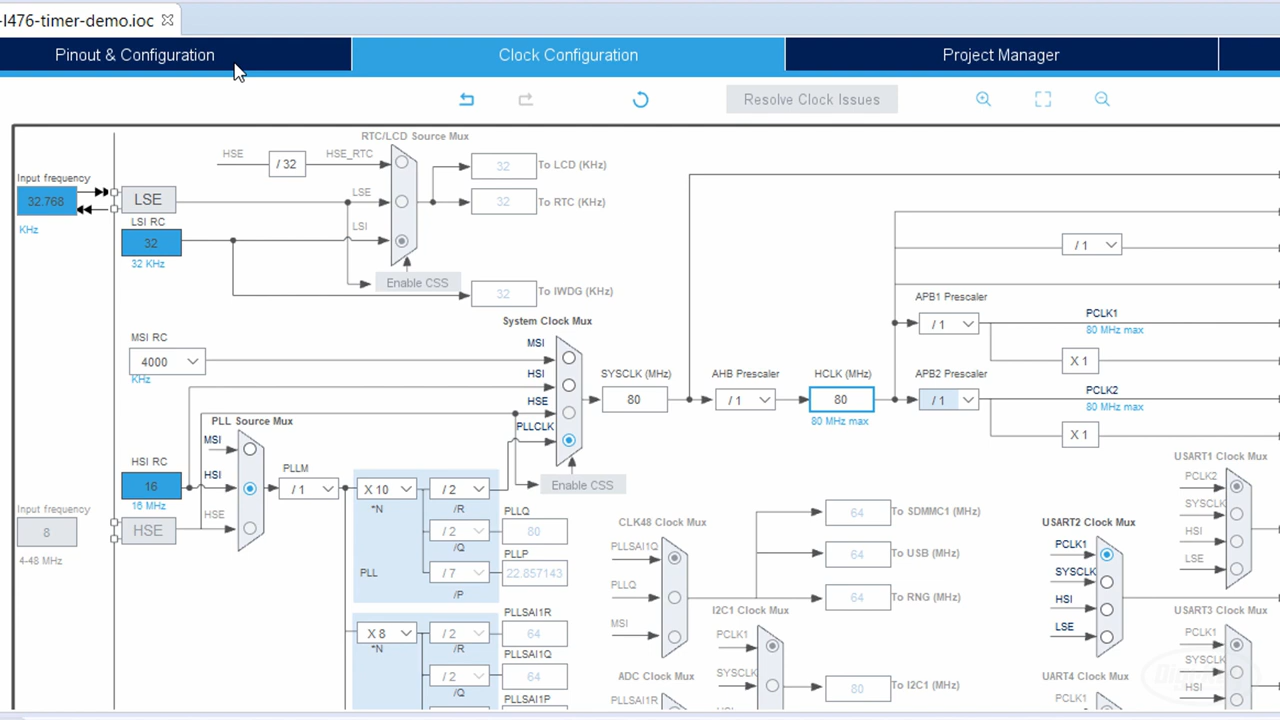 -l476-timer-demo.ioc
Pinout & Configuration
Clock Configuration
Project Manager
Resolve Clock Issues
RTC/LCD Source Mux
HSE
/ 32
HSE_RTC
32
To LCD (KHz)
Input frequency
32.768
KHz
LSE
LSE
32
To RTC (KHz)
LSI RC
32
32 KHz
LSI
Enable CSS
32
To IWDG (KHz)
/ 1
System Clock Mux
MSI RC
4000
KHz
MSI
HSI
HSE
PLLCLK
Enable CSS
SYSCLK (MHz)
80
AHB Prescaler
/ 1
HCLK (MHz)
80
80 MHz max
APB1 Prescaler
/ 1
PCLK1
80 MHz max
X 1
APB2 Prescaler
/ 1
PCLK2
80 MHz max
X 1
PLL Source Mux
MSI
HSI
HSE
HSI RC
16
16 MHz
Input frequency
8
4-48 MHz
HSE
PLLM
/ 1
X 10
*N
/ 2
/R
/ 2
/Q
/ 7
/P
PLL
PLLQ
80
PLLP
22.857143
X 8
*N
/ 2
/R
/ 2
/Q
PLLSAI1R
64
PLLSAI1Q
64
PLLSAI1P
CLK48 Clock Mux
PLLSAI1Q
PLLQ
MSI
64
To SDMMC1 (MHz)
64
To USB (MHz)
64
To RNG (MHz)
I2C1 Clock Mux
PCLK1
SYSCLK
80
To I2C1 (MHz)
ADC Clock Mux
PLLSAI1R
USART2 Clock Mux
PCLK1
SYSCLK
HSI
LSE
USART1 Clock Mux
PCLK2
SYSCLK
HSI
LSE
USART3 Clock Mux
PCLK1
SYSCLK
HSI
UART4 Clock Mux
PCLK1